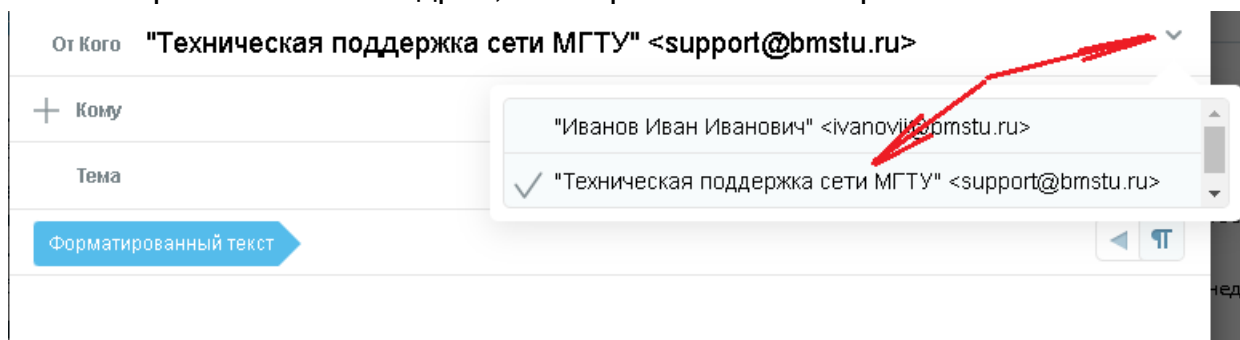 От Кого "Техническая поддержка сети МГТУ" <support@bmstu.ru>
Кому
"Иванов Иван Иванович" <ivanovii@bmstu.ru>
Тема
"Техническая поддержка сети МГТУ" <support@bmstu.ru>
Форматированный текст